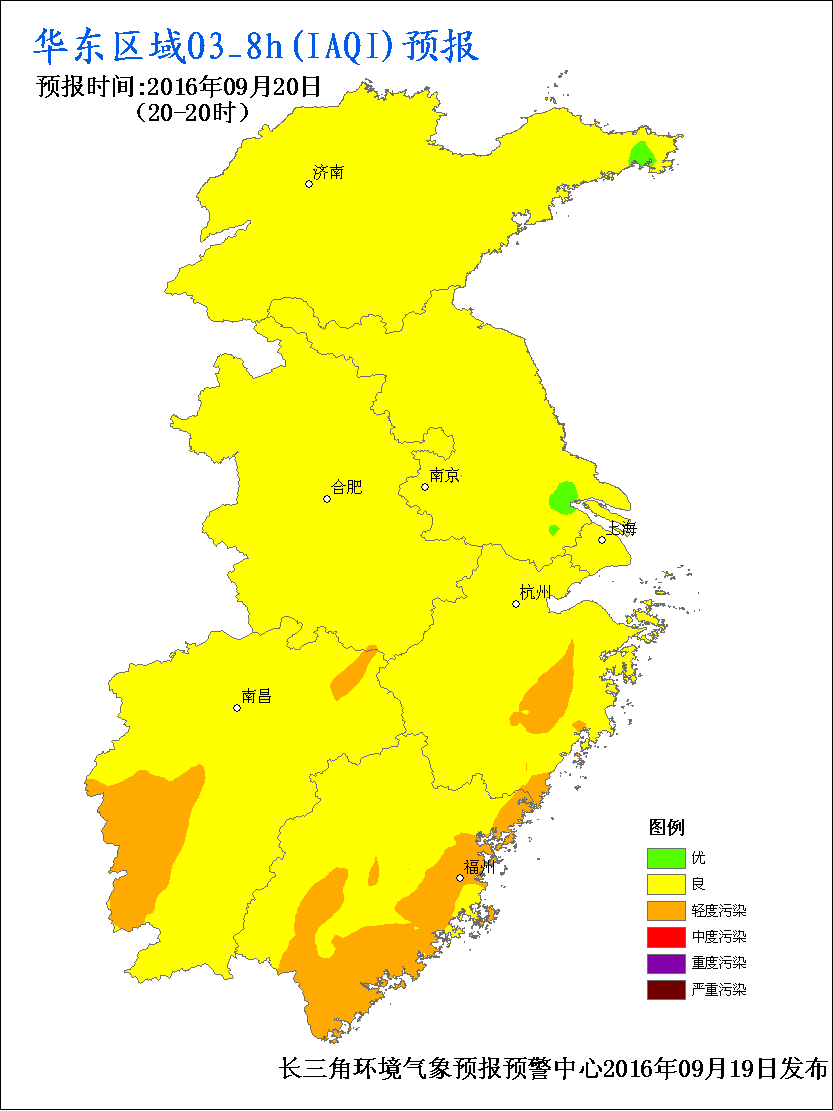 华东区域O3_8h(IAQI)预报
预报时间:2016年09月20日
(20-20时)
济南
南京
合肥
上海
杭州
南昌
福州
图例
优
良
轻度污染
中度污染
重度污染
严重污染
长三角环境气象预报预警中心2016年09月19日发布